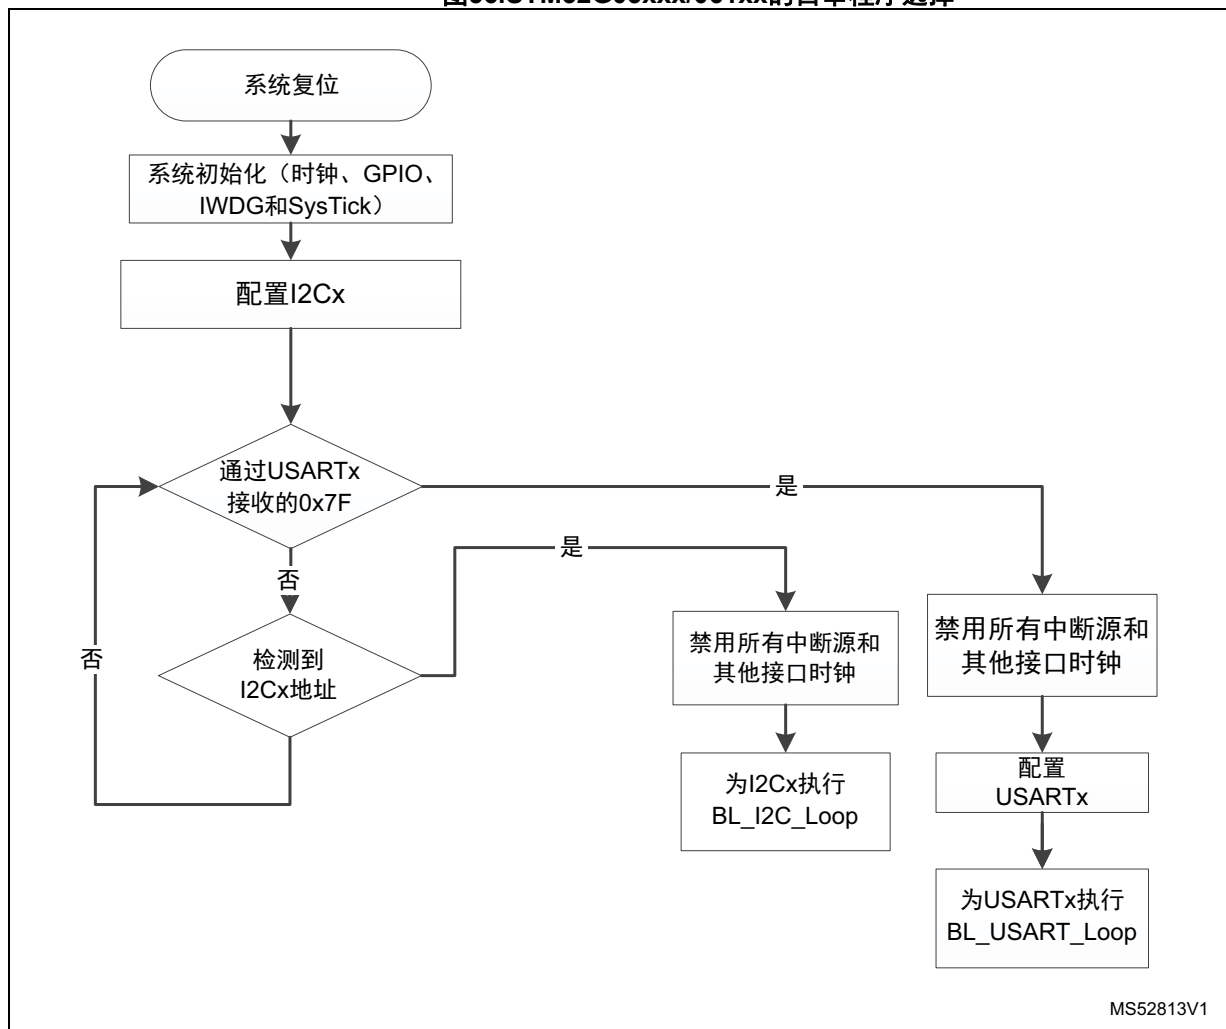 系统复位
系统初始化（时钟、GPIO、
IWDG和SysTick）
配置I2Cx
通过USARTx
接收的0x7F
是
否
是
检测到
I2Cx地址
否
禁用所有中断源和
其他接口时钟
禁用所有中断源和
其他接口时钟
为I2Cx执行
BL_I2C_Loop
配置
USARTx
为USARTx执行
BL_USART_Loop
MS52813V1